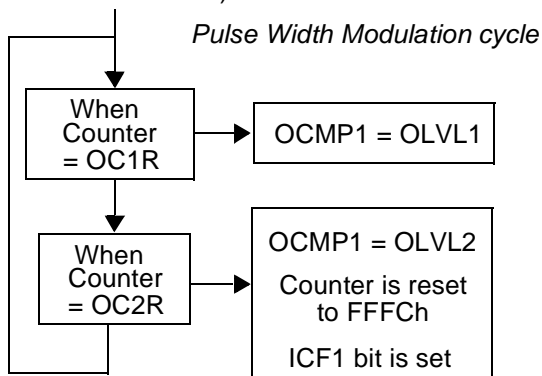 Pulse Width Modulation cycle
When
Counter
= OC1R
OCMP1 = OLVL1
When
Counter
= OC2R
OCMP1 = OLVL2
Counter is reset
to FFFCh
ICF1 bit is set